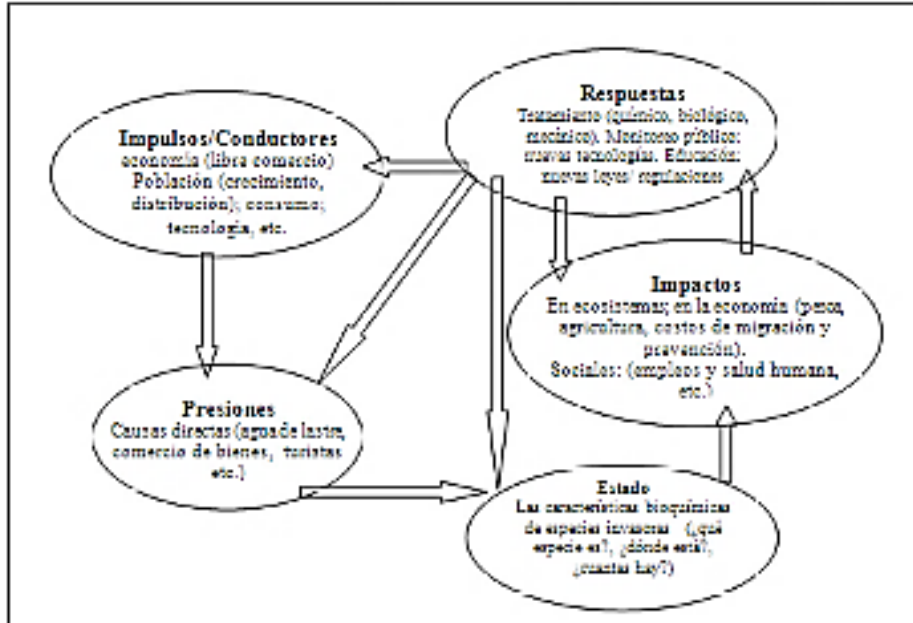 Respuestas
Tratamiento (químico, biológico,
mecánico). Monitoreo público;
nuevas tecnologías. Educación;
nuevas leyes/ regulaciones
Impulsos/Conductores
economía (libre comercio)
Población (crecimiento,
distribución); consumo;
tecnología, etc.
Impactos
En ecosistemas; en la economía (pesca,
agricultura, costos de migración y
prevención).
Sociales: (empleos y salud humana,
etc.)
Presiones
Causas directas (agua de lastre,
comercio de bienes, turistas
etc.)
Estado
Las características bioquímicas
de especies invasoras (¿qué
especie es?, ¿dónde está?,
¿cuantas hay?)